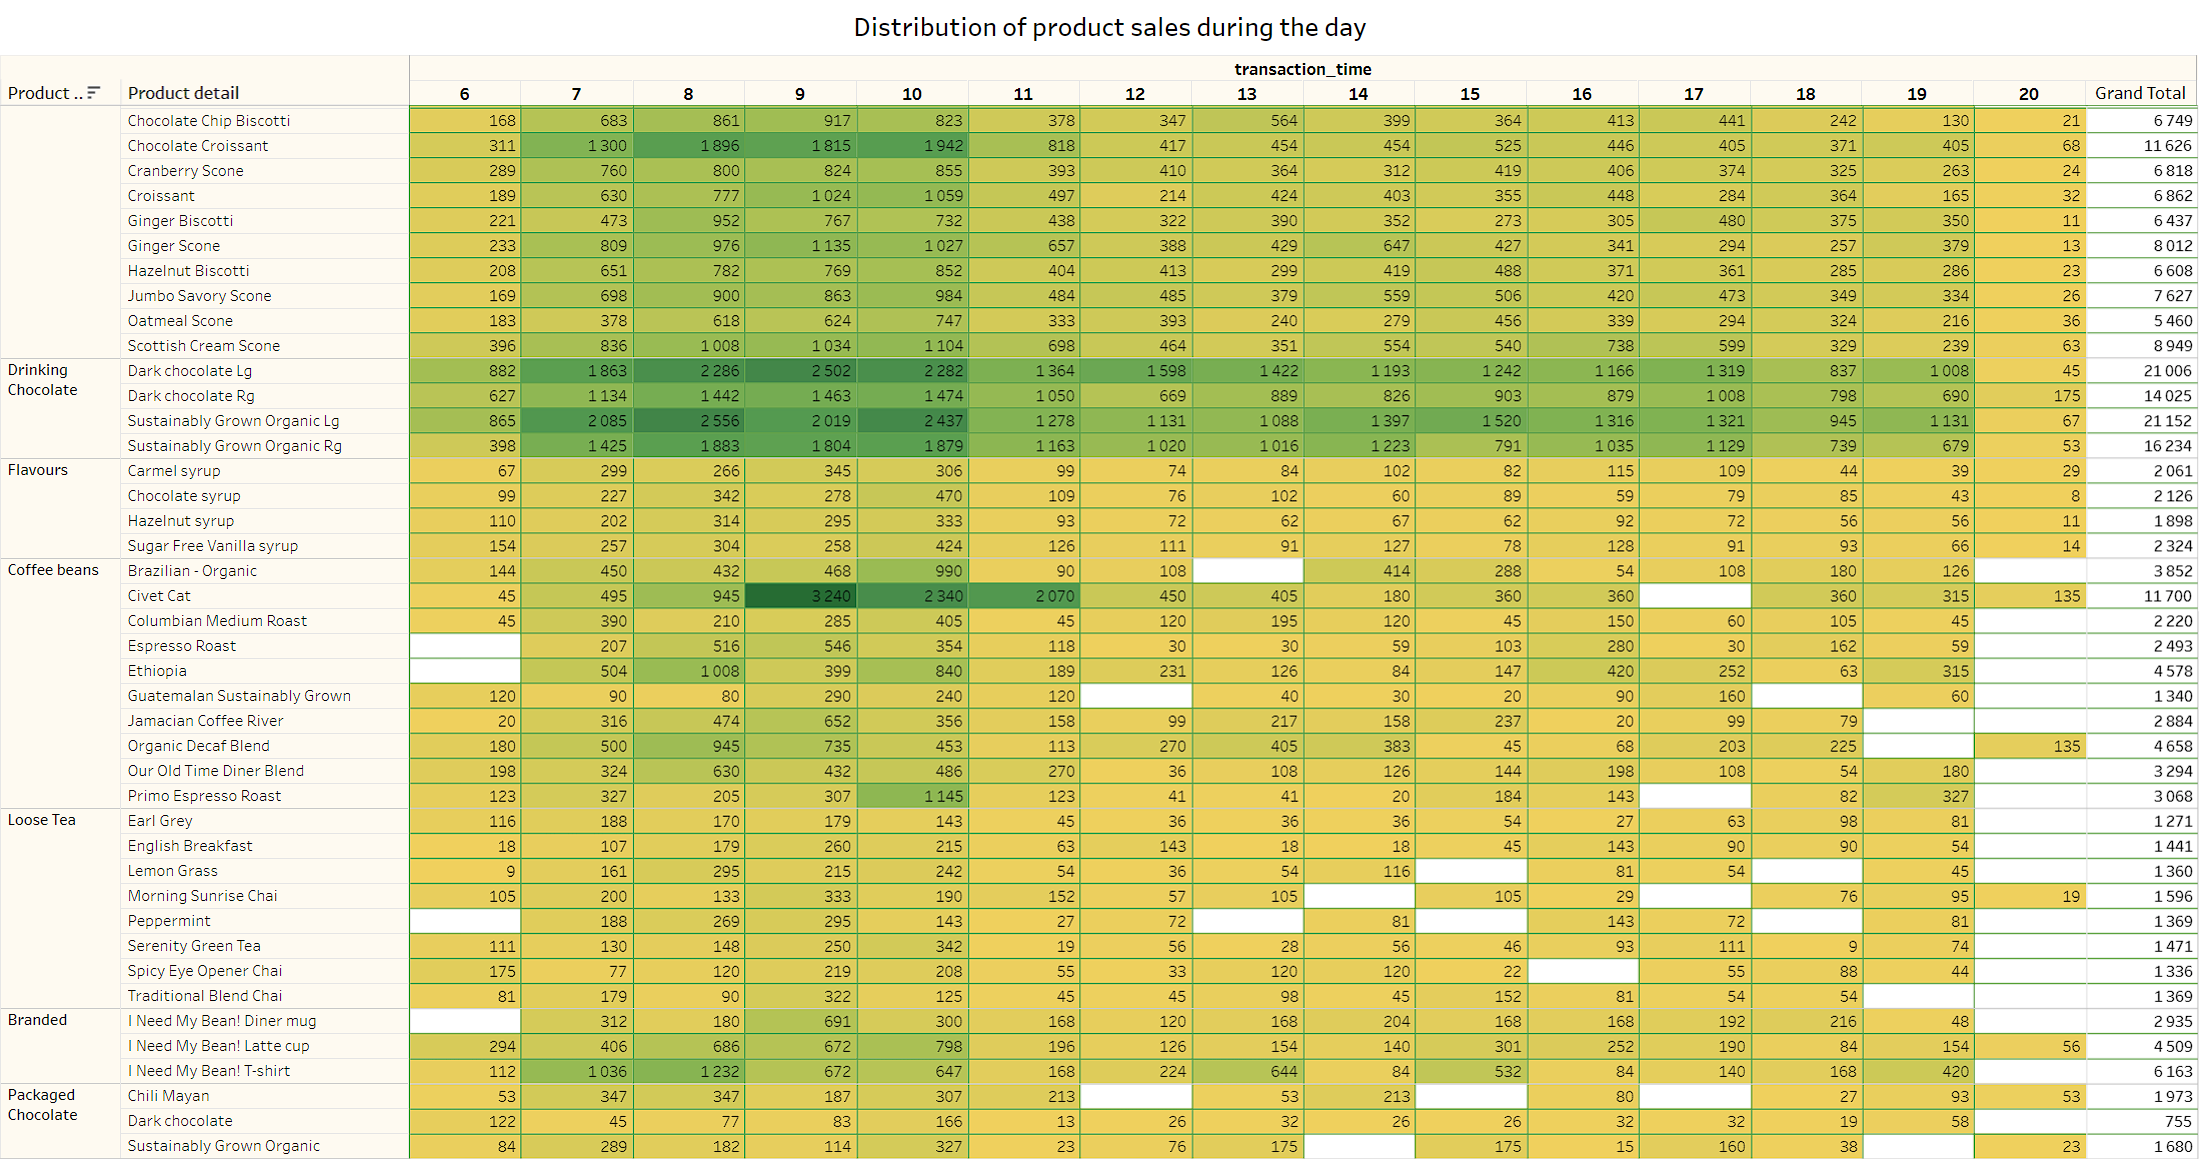 Distribution of product sales during the day
transaction_time
Product .. Product detail 6 7 8 9 10 11 12 13 14 15 16 17 18 19 20 Grand Total
Chocolate Chip Biscotti 168 683 861 917 823 378 347 564 399 364 413 441 242 130 21 6 749
Chocolate Croissant 311 1 300 1 896 1 815 1 942 818 417 454 454 525 446 405 371 405 68 11 626
Cranberry Scone 289 760 800 824 855 393 410 364 312 419 406 374 325 263 24 6 818
Croissant 189 630 777 1 024 1 059 497 214 424 403 355 448 284 364 165 32 6 862
Ginger Biscotti 221 473 952 767 732 438 322 390 352 273 305 480 375 350 11 6 437
Ginger Scone 233 809 976 1 135 1 027 657 388 429 647 427 341 294 257 379 13 8 012
Hazelnut Biscotti 208 651 782 769 852 404 413 299 419 488 371 361 285 286 23 6 608
Jumbo Savory Scone 169 698 900 863 984 484 485 379 559 506 420 473 349 334 26 7 627
Oatmeal Scone 183 378 618 624 747 333 393 240 279 456 339 294 324 216 36 5 460
Scottish Cream Scone 396 836 1 008 1 034 1 104 698 464 351 554 540 738 599 329 239 63 8 949
Drinking Chocolate Dark chocolate Lg 882 1 863 2 286 2 502 2 282 1 364 1 598 1 422 1 193 1 242 1 166 1 319 837 1 008 45 21 006
Dark chocolate Rg 627 1 134 1 442 1 463 1 474 1 050 669 889 826 903 879 1 008 798 690 175 14 025
Sustainably Grown Organic Lg 865 2 085 2 556 2 019 2 437 1 278 1 131 1 088 1 397 1 520 1 316 1 321 945 1 131 67 21 152
Sustainably Grown Organic Rg 398 1 425 1 883 1 804 1 879 1 163 1 020 1 016 1 223 791 1 035 1 129 739 679 53 16 234
Flavours Carmel syrup 67 299 266 345 306 99 74 84 102 82 115 109 44 39 29 2 061
Chocolate syrup 99 227 342 278 470 109 76 102 60 89 59 79 85 43 8 2 126
Hazelnut syrup 110 202 314 295 333 93 72 62 67 62 92 72 56 56 11 1 898
Sugar Free Vanilla syrup 154 257 304 258 424 126 111 91 127 78 128 91 93 66 14 2 324
Coffee beans Brazilian - Organic 144 450 432 468 990 90 108 414 288 54 108 180 126 3 852
Civet Cat 45 495 945 3 240 2 340 2 070 450 405 180 360 360 360 315 135 11 700
Columbian Medium Roast 45 390 210 285 405 45 120 195 120 45 150 60 105 45 2 220
Espresso Roast 207 516 546 354 118 30 30 59 103 280 30 162 59 2 493
Ethiopia 504 1 008 399 840 189 231 126 84 147 420 252 63 315 4 578
Guatemalan Sustainably Grown 120 90 80 290 240 120 40 30 20 90 160 60 1 340
Jamacian Coffee River 20 316 474 652 356 158 99 217 158 237 20 99 79 2 884
Organic Decaf Blend 180 500 945 735 453 113 270 405 383 45 68 203 225 135 4 658
Our Old Time Diner Blend 198 324 630 432 486 270 36 108 126 144 198 108 54 180 3 294
Primo Espresso Roast 123 327 205 307 1 145 123 41 41 20 184 143 82 327 3 068
Loose Tea Earl Grey 116 188 170 179 143 45 36 36 36 54 27 63 98 81 1 271
English Breakfast 18 107 179 260 215 63 143 18 18 45 143 90 90 54 1 441
Lemon Grass 9 161 295 215 242 54 36 54 116 81 54 45 1 360
Morning Sunrise Chai 105 200 133 333 190 152 57 105 105 29 76 95 19 1 596
Peppermint 188 269 295 143 27 72 81 143 72 81 1 369
Serenity Green Tea 111 130 148 250 342 19 56 28 56 46 93 111 9 74 1 471
Spicy Eye Opener Chai 175 77 120 219 208 55 33 120 120 22 55 88 44 1 336
Traditional Blend Chai 81 179 90 322 125 45 45 98 45 152 81 54 54 1 369
Branded I Need My Bean! Diner mug 312 180 691 300 168 120 168 204 168 168 192 216 48 2 935
I Need My Bean! Latte cup 294 406 686 672 798 196 126 154 140 301 252 190 84 154 56 4 509
I Need My Bean! T-shirt 112 1 036 1 232 672 647 168 224 644 84 532 84 140 168 420 6 163
Packaged Chocolate Chili Mayan 53 347 347 187 307 213 53 213 80 27 93 53 1 973
Dark chocolate 122 45 77 83 166 13 26 32 26 26 32 32 19 58 755
Sustainably Grown Organic 84 289 182 114 327 23 76 175 175 15 160 38 23 1 680